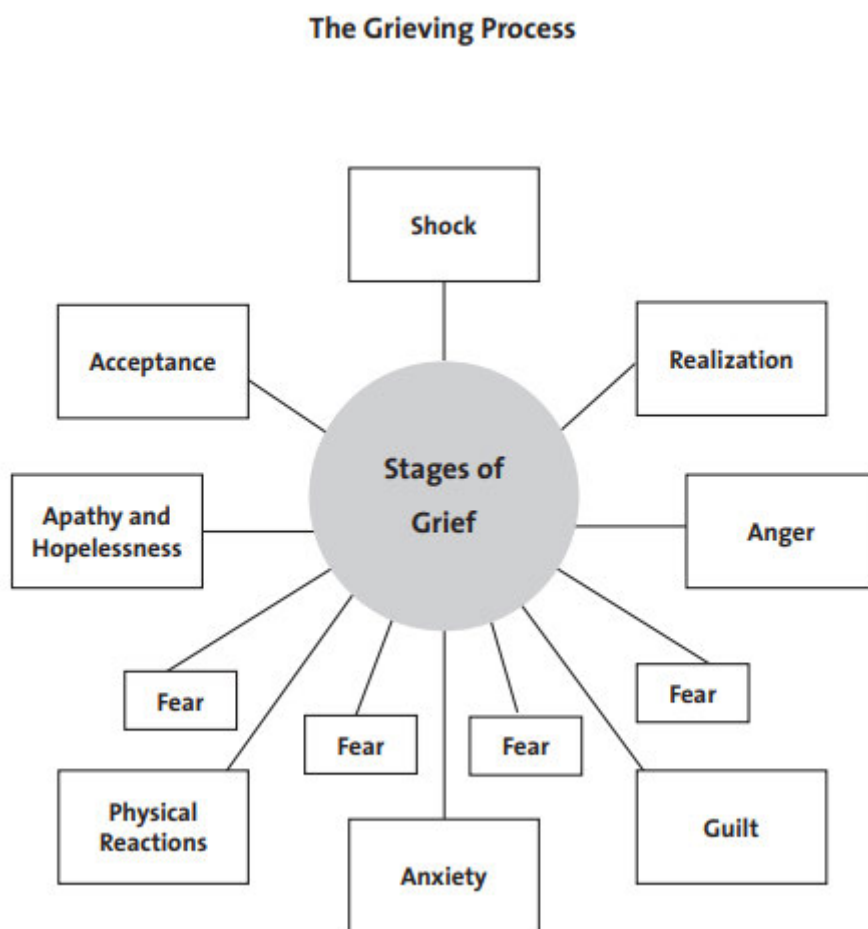 The Grieving Process
Shock
Acceptance
Realization
Stages of
Grief
Apathy and
Hopelessness
Anger
Fear
Fear
Fear
Fear
Physical
Reactions
Guilt
Anxiety